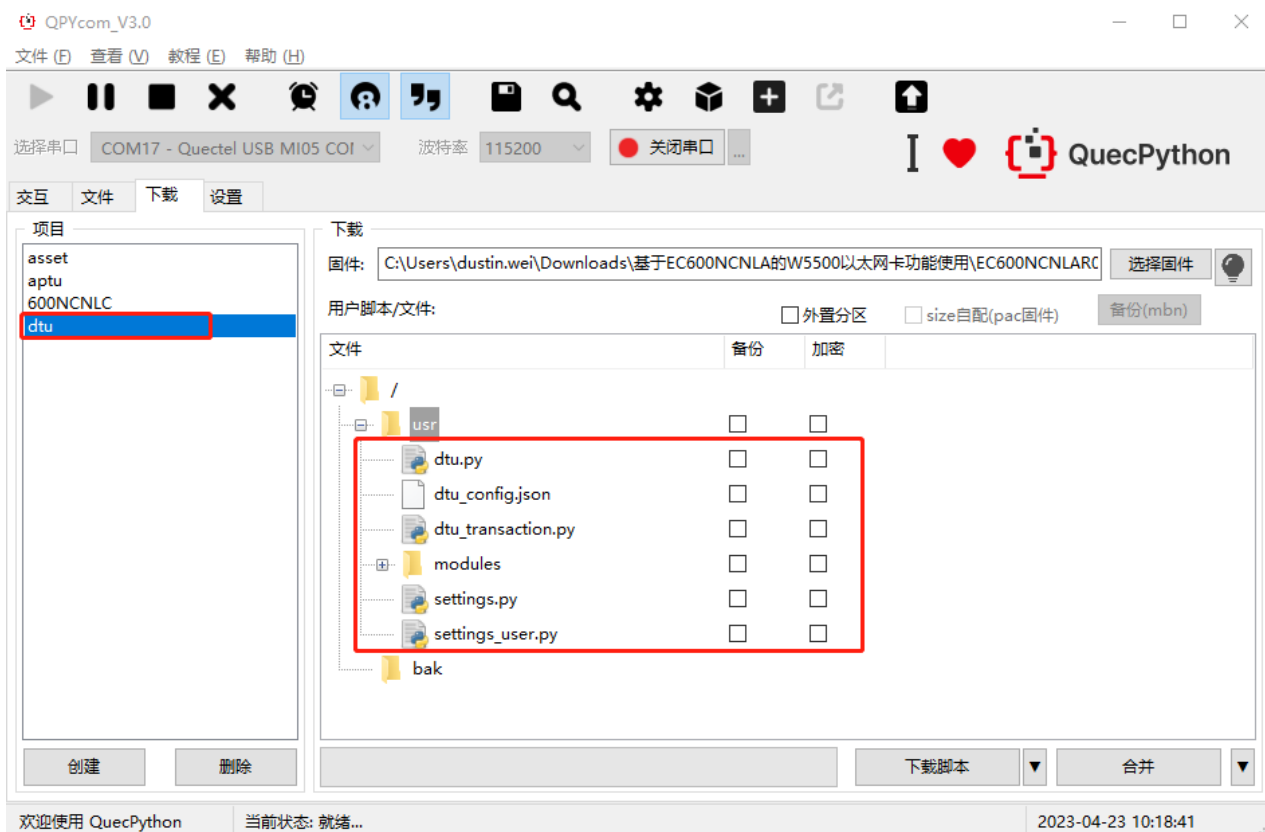 QPYcom_V3.0
文件 (F) 查看 (V) 教程 (E) 帮助 (H)
选择串口 COM17 - Quectel USB MI05 COI 波特率 115200 关闭串口 ... QuecPython
交互 文件 下载 设置
项目
asset
aptu
600NCNLC
dtu
创建 删除
下载
固件: C:\Users\dustin.wei\Downloads\基于EC600NCNLA的W5500以太网卡功能使用\EC600NCNLAR0 选择固件
用户脚本/文件: 外置分区 size自配(pac固件) 备份(mbn)
文件 备份 加密
/
usr
dtu.py
dtu_config.json
dtu_transaction.py
modules
settings.py
settings_user.py
bak
下载脚本 合并
欢迎使用 QuecPython 当前状态: 就绪... 2023-04-23 10:18:41